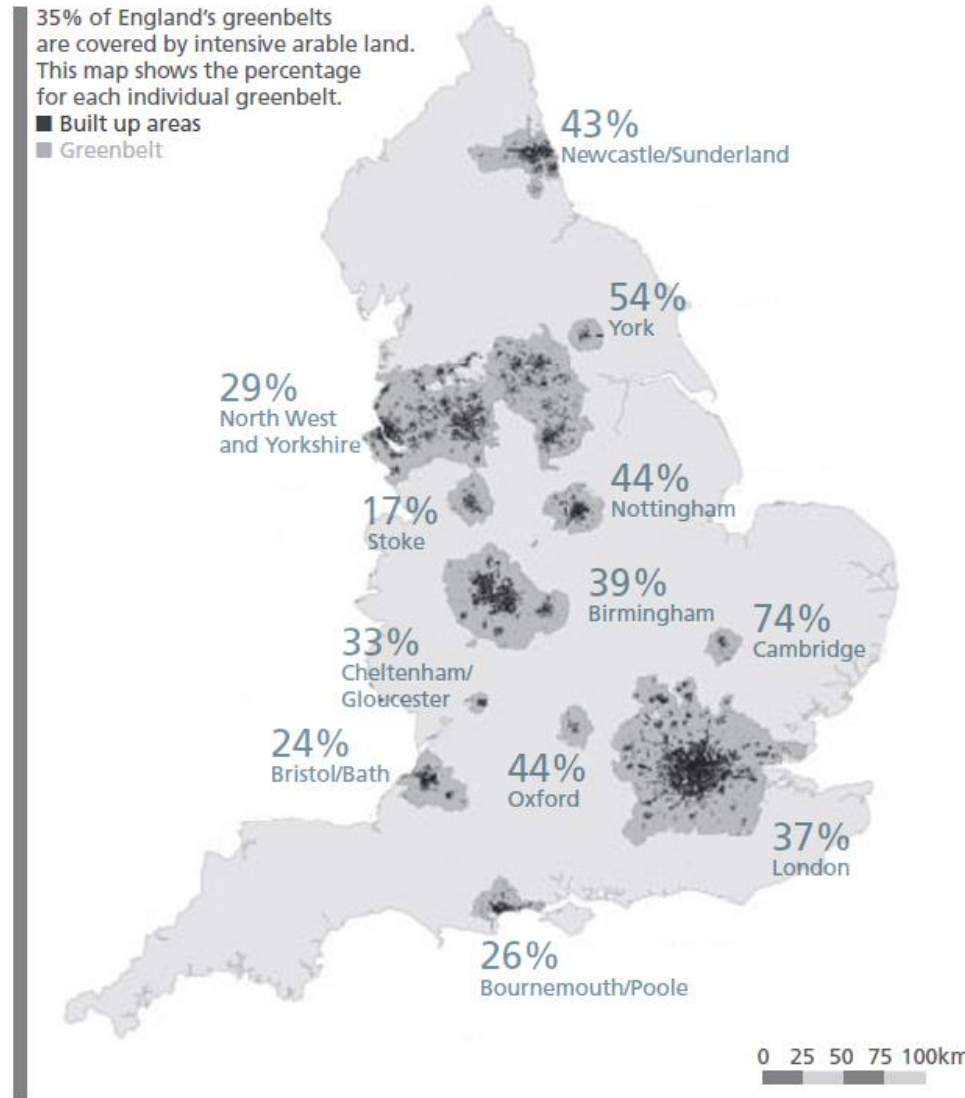 35% of England's greenbelts
are covered by intensive arable land.
This map shows the percentage
for each individual greenbelt.
Built up areas
Greenbelt
43%
Newcastle/Sunderland
54%
York
29%
North West
and Yorkshire
44%
Nottingham
17%
Stoke
39%
Birmingham
74%
Cambridge
33%
Cheltenham/
Gloucester
24%
Bristol/Bath
44%
Oxford
37%
London
26%
Bournemouth/Poole
0 25 50 75 100km